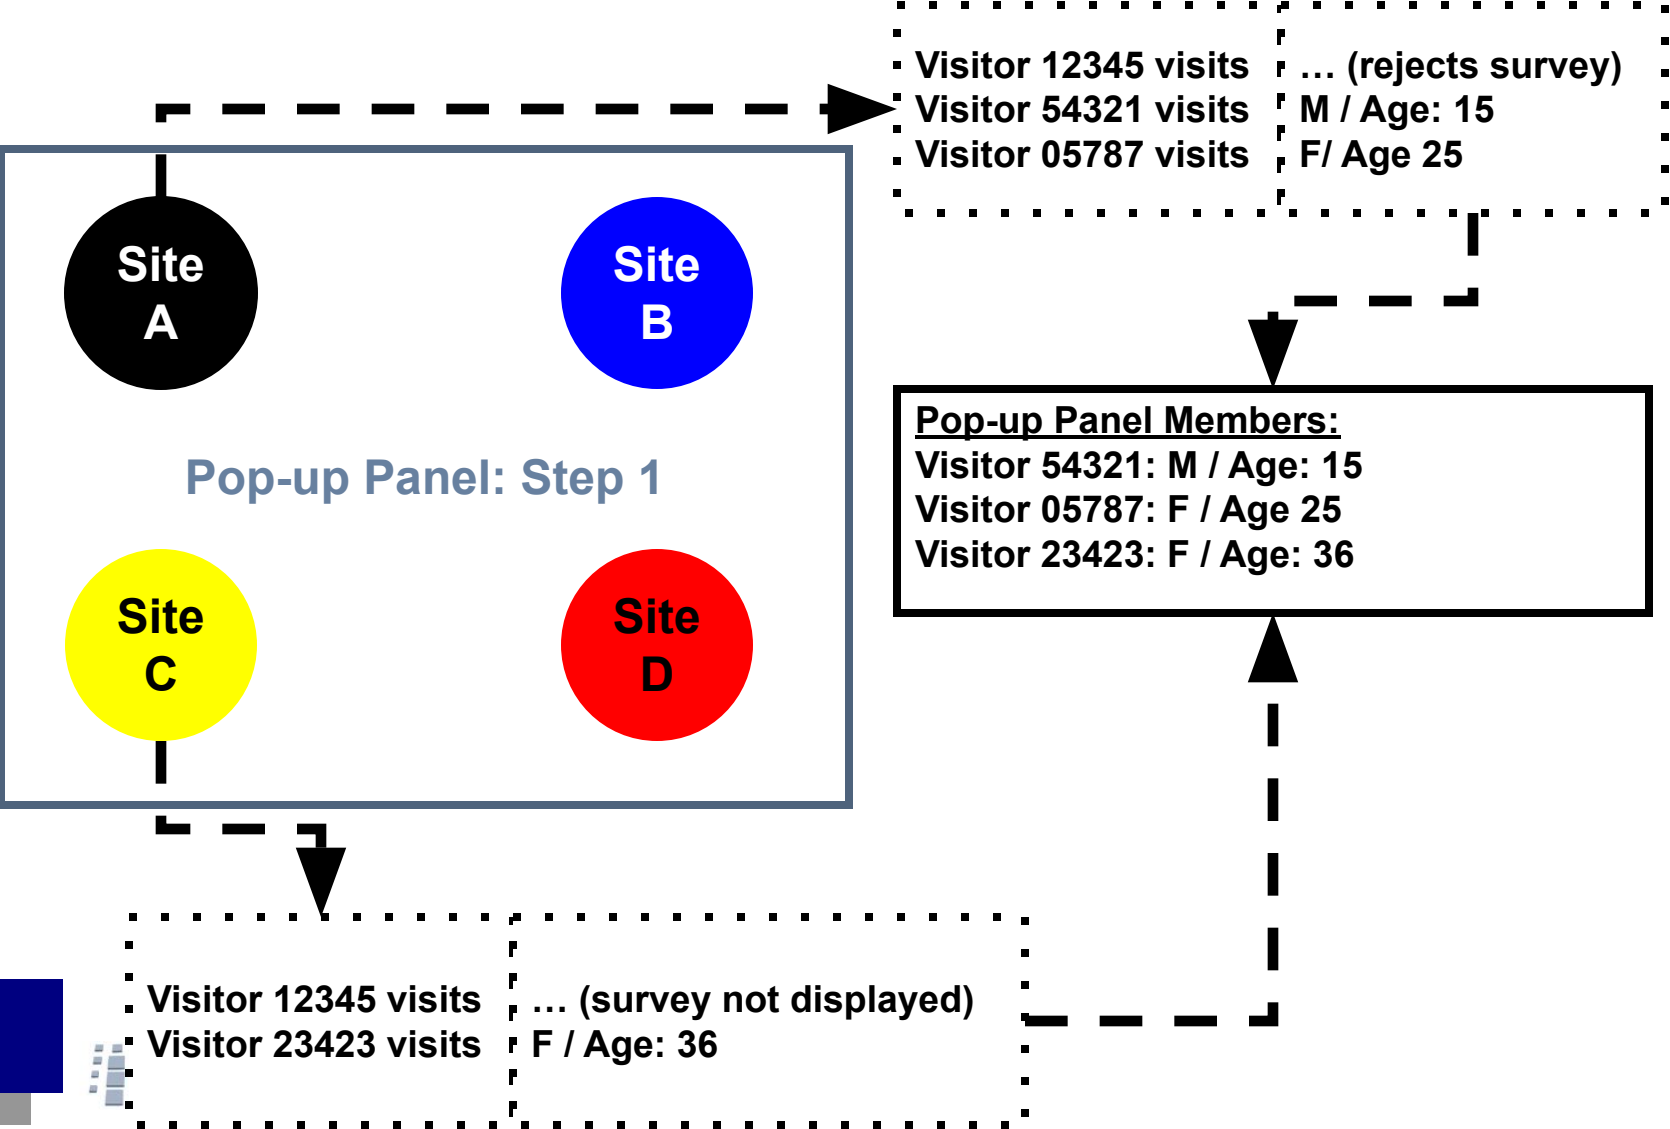 Visitor 12345 visits … (rejects survey)
Visitor 54321 visits M / Age: 15
Visitor 05787 visits F/ Age 25
Site
A
Site
B
Pop-up Panel: Step 1
Site
C
Site
D
Pop-up Panel Members:
Visitor 54321: M / Age: 15
Visitor 05787: F / Age 25
Visitor 23423: F / Age: 36
Visitor 12345 visits … (survey not displayed)
Visitor 23423 visits F / Age: 36